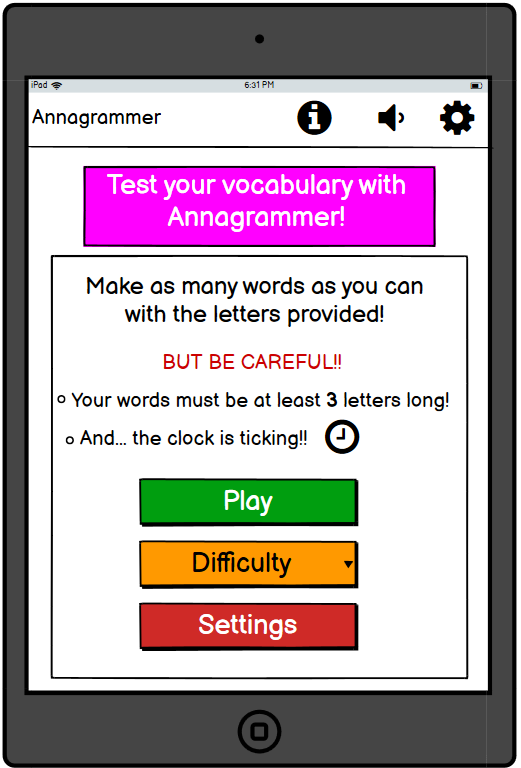 iPad
6:31 PM
Annagrammer
Test your vocabulary with
Annagrammer!
Make as many words as you can
with the letters provided!
BUT BE CAREFUL!!
Your words must be at least 3 letters long!
And... the clock is ticking!!
Play
Difficulty
Settings